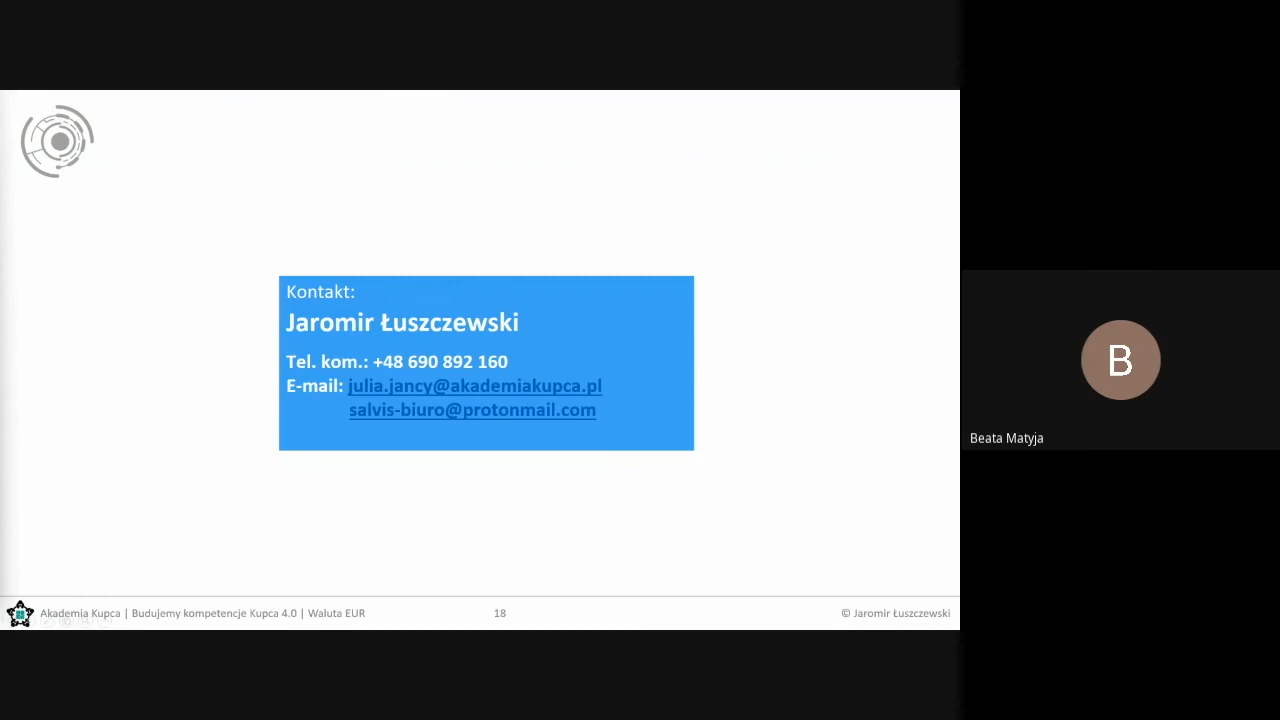 Kontakt:
Jaromir Łuszczewski
Tel. kom.: +48 690 892 160
E-mail: julia.jancy@akademiakupca.pl
salvis-biuro@protonmail.com
B
Beata Matyja
Akademia Kupca | Budujemy kompetencje Kupca 4.0 | Waluta EUR
18
© Jaromir Łuszczewski